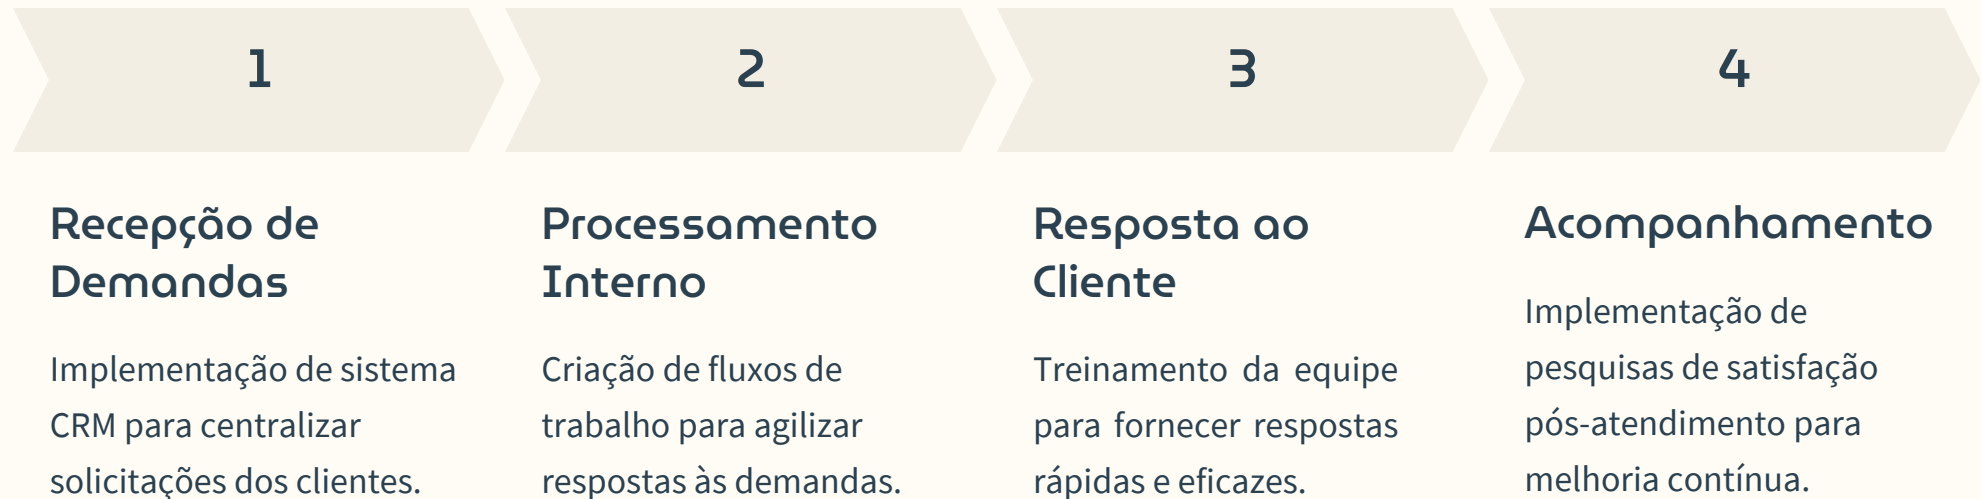 1
Recepção de
Demandas
Implementação de sistema
CRM para centralizar
solicitações dos clientes.
2
Processamento
Interno
Criação de fluxos de
trabalho para agilizar
respostas às demandas.
3
Resposta ao
Cliente
Treinamento da equipe
para fornecer respostas
rápidas e eficazes.
4
Acompanhamento
Implementação de
pesquisas de satisfação
pós-atendimento para
melhoria contínua.